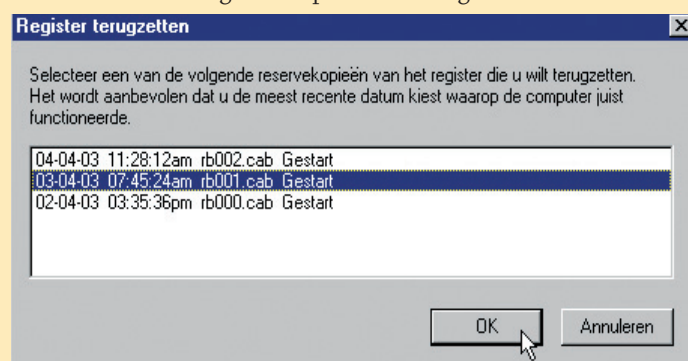 Register terugzetten
Selecteer een van de volgende reservekopieën van het register die u wilt terugzetten.
Het wordt aanbevolen dat u de meest recente datum kiest waarop de computer juist
functioneerde.
04-04-03 11:28:12am rb002.cab Gestart
03-04-03 07:45:24am rb001.cab Gestart
02-04-03 03:35:36pm rb000.cab Gestart
OK
Annuleren